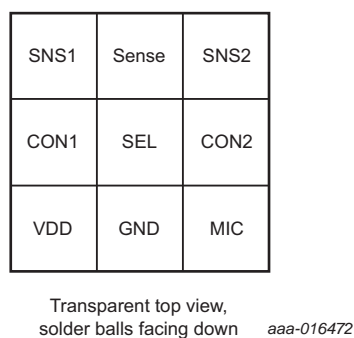 SNS1 Sense SNS2
CON1 SEL CON2
VDD GND MIC
Transparent top view,
solder balls facing down aaa-016472